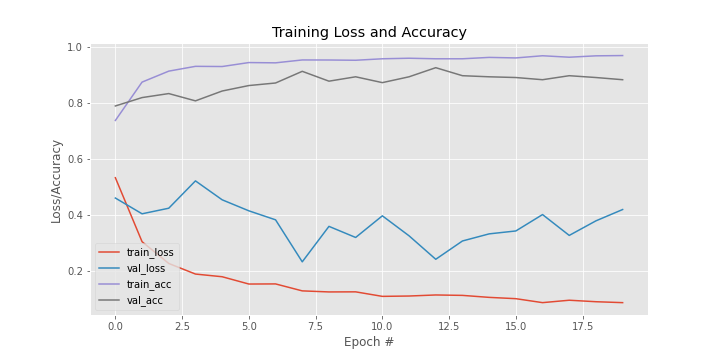 Training Loss and Accuracy
Loss/Accuracy
1.0
0.8
0.6
0.4
0.2
train_loss
val_loss
train_acc
val_acc
0.0 2.5 5.0 7.5 10.0 12.5 15.0 17.5
Epoch #